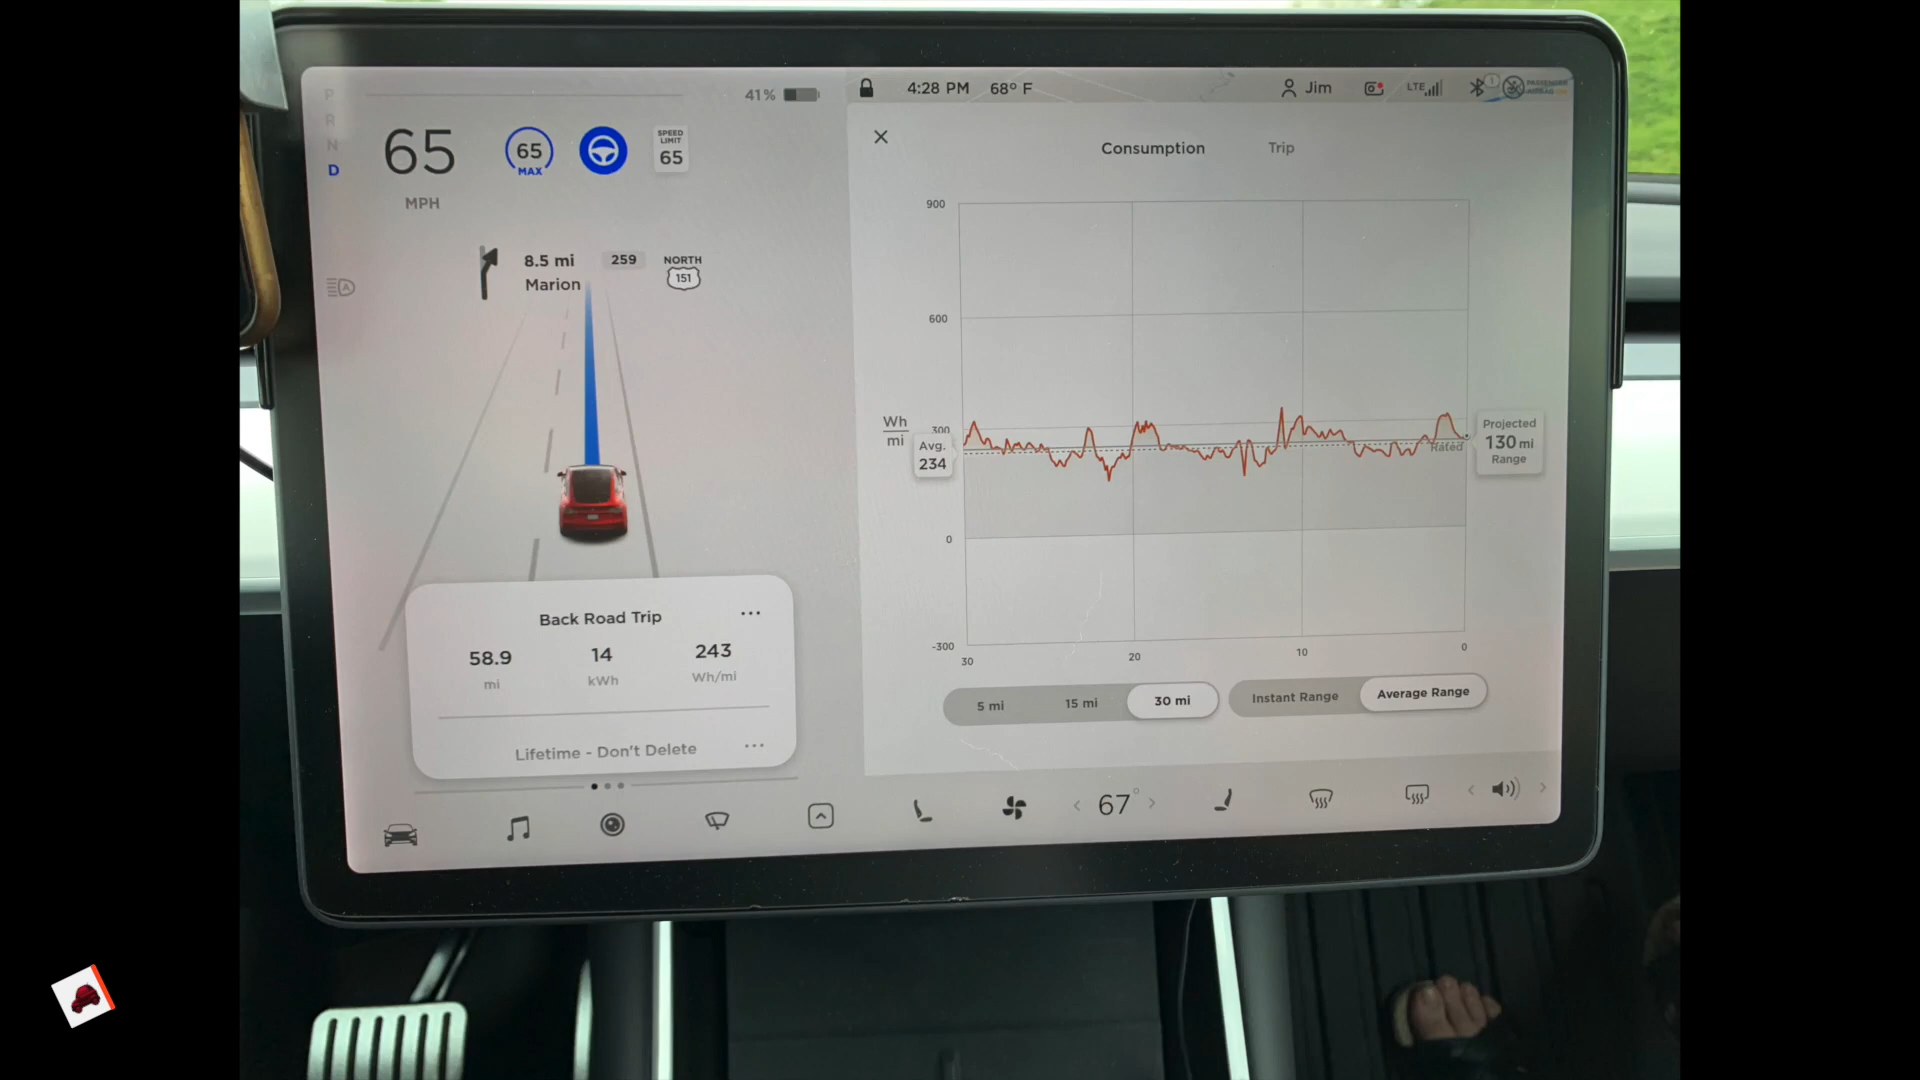 P
R
N
D
41%
4:28 PM 68° F
Jim
LTE
1
PASSENGER
AIRBAG
65
MPH
65
MAX
SPEED
LIMIT
65
8.5 mi 259 NORTH
Marion 151
Consumption Trip
900
600
300
0
-300
Wh
mi
Avg.
234
Rated
Projected
130 mi
Range
30 20 10 0
5 mi 15 mi 30 mi Instant Range Average Range
Back Road Trip ...
58.9 14 243
mi kWh Wh/mi
Lifetime - Don't Delete ...
< 67° >
< >